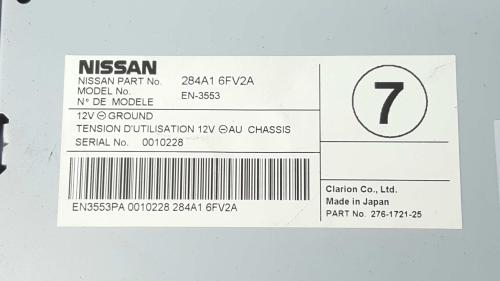 NISSAN
NISSAN PART No. 284A1 6FV2A
MODEL No. EN-3553
N° DE MODELE
12V ⊖ GROUND
TENSION D'UTILISATION 12V ⊖ AU CHASSIS
SERIAL No. 0010228
EN3553PA 0010228 284A1 6FV2A
7
Clarion Co., Ltd.
Made in Japan
PART No. 276-1721-25